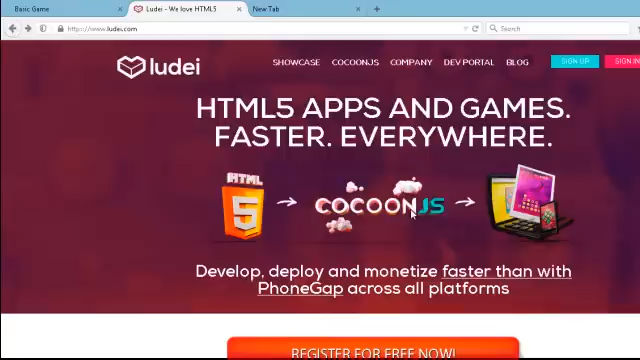 Basic Game
Ludei - We love HTML5
New Tab
http://www.ludei.com
Search
ludei
SHOWCASE COCOONJS COMPANY DEV PORTAL BLOG SIGN UP SIGN IN
HTML5 APPS AND GAMES.
FASTER. EVERYWHERE.
HTML
5
COCOONJS
Develop, deploy and monetize faster than with
PhoneGap across all platforms
REGISTER FOR FREE NOW!